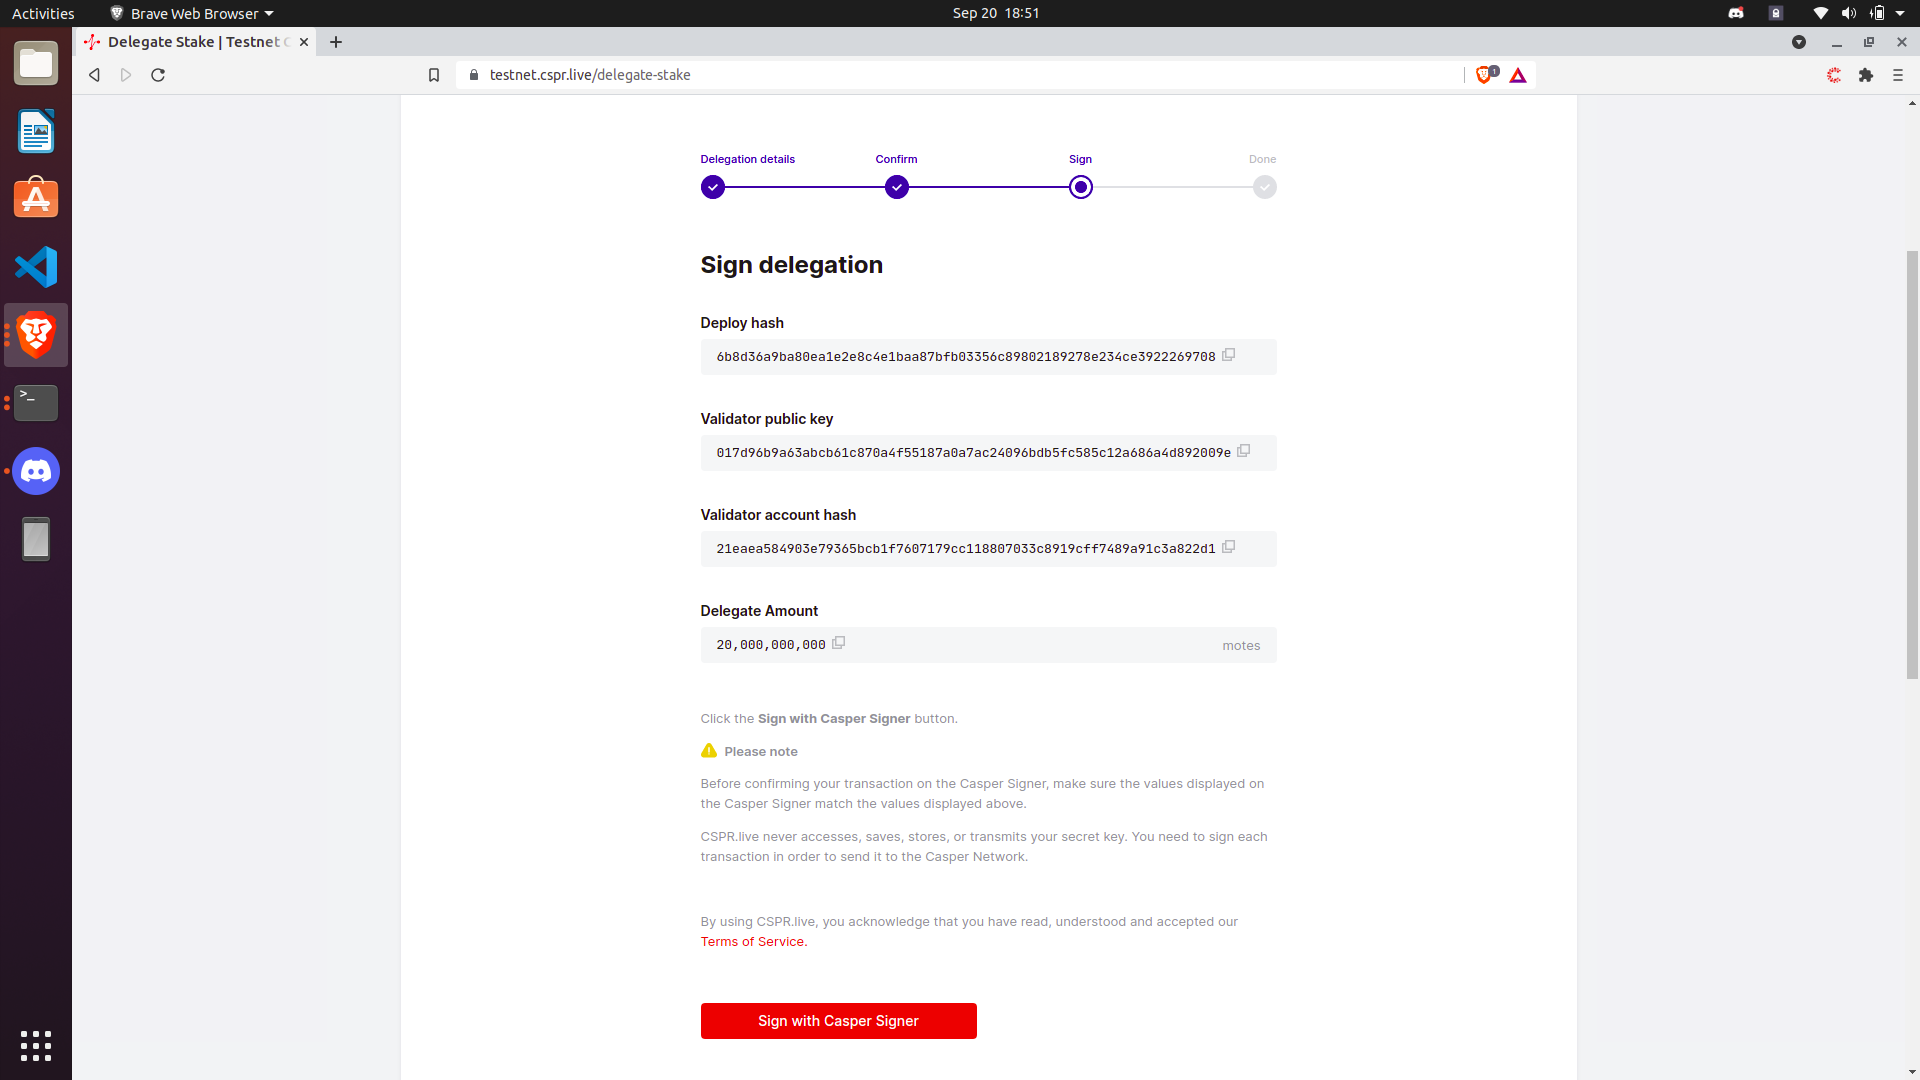 Activities
Brave Web Browser
Sep 20 18:51
Delegate Stake | Testnet
testnet.cspr.live/delegate-stake
1
Delegation details
Confirm
Sign
Done
Sign delegation
Deploy hash
6b8d36a9ba80ea1e2e8c4e1baa87bfb03356c89802189278e234ce3922269708
Validator public key
017d96b9a63abcb61c870a4f55187a0a7ac24096bdb5fc585c12a686a4d892009e
Validator account hash
21eaea584903e79365bcb1f7607179cc118807033c8919cff7489a91c3a822d1
Delegate Amount
20,000,000,000
motes
Click the Sign with Casper Signer button.
Please note
Before confirming your transaction on the Casper Signer, make sure the values displayed on
the Casper Signer match the values displayed above.
CSPR.live never accesses, saves, stores, or transmits your secret key. You need to sign each
transaction in order to send it to the Casper Network.
By using CSPR.live, you acknowledge that you have read, understood and accepted our
Terms of Service.
Sign with Casper Signer